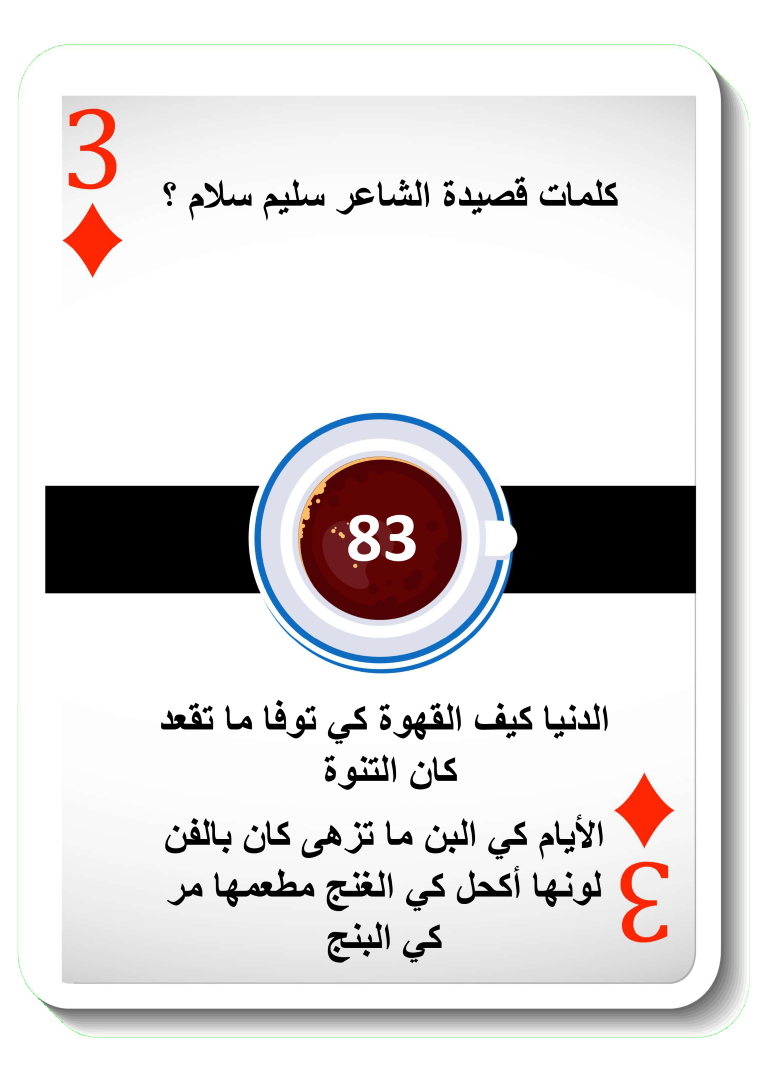 3
كلمات قصيدة الشاعر سليم سلام ؟
83
الدنيا كيف القهوة كي توفا ما تقعد
كان التنوة
الأيام كي البن ما تزهى كان بالفن
لونها أكحل كي الغنج مطعمها مر
كي البنج
3